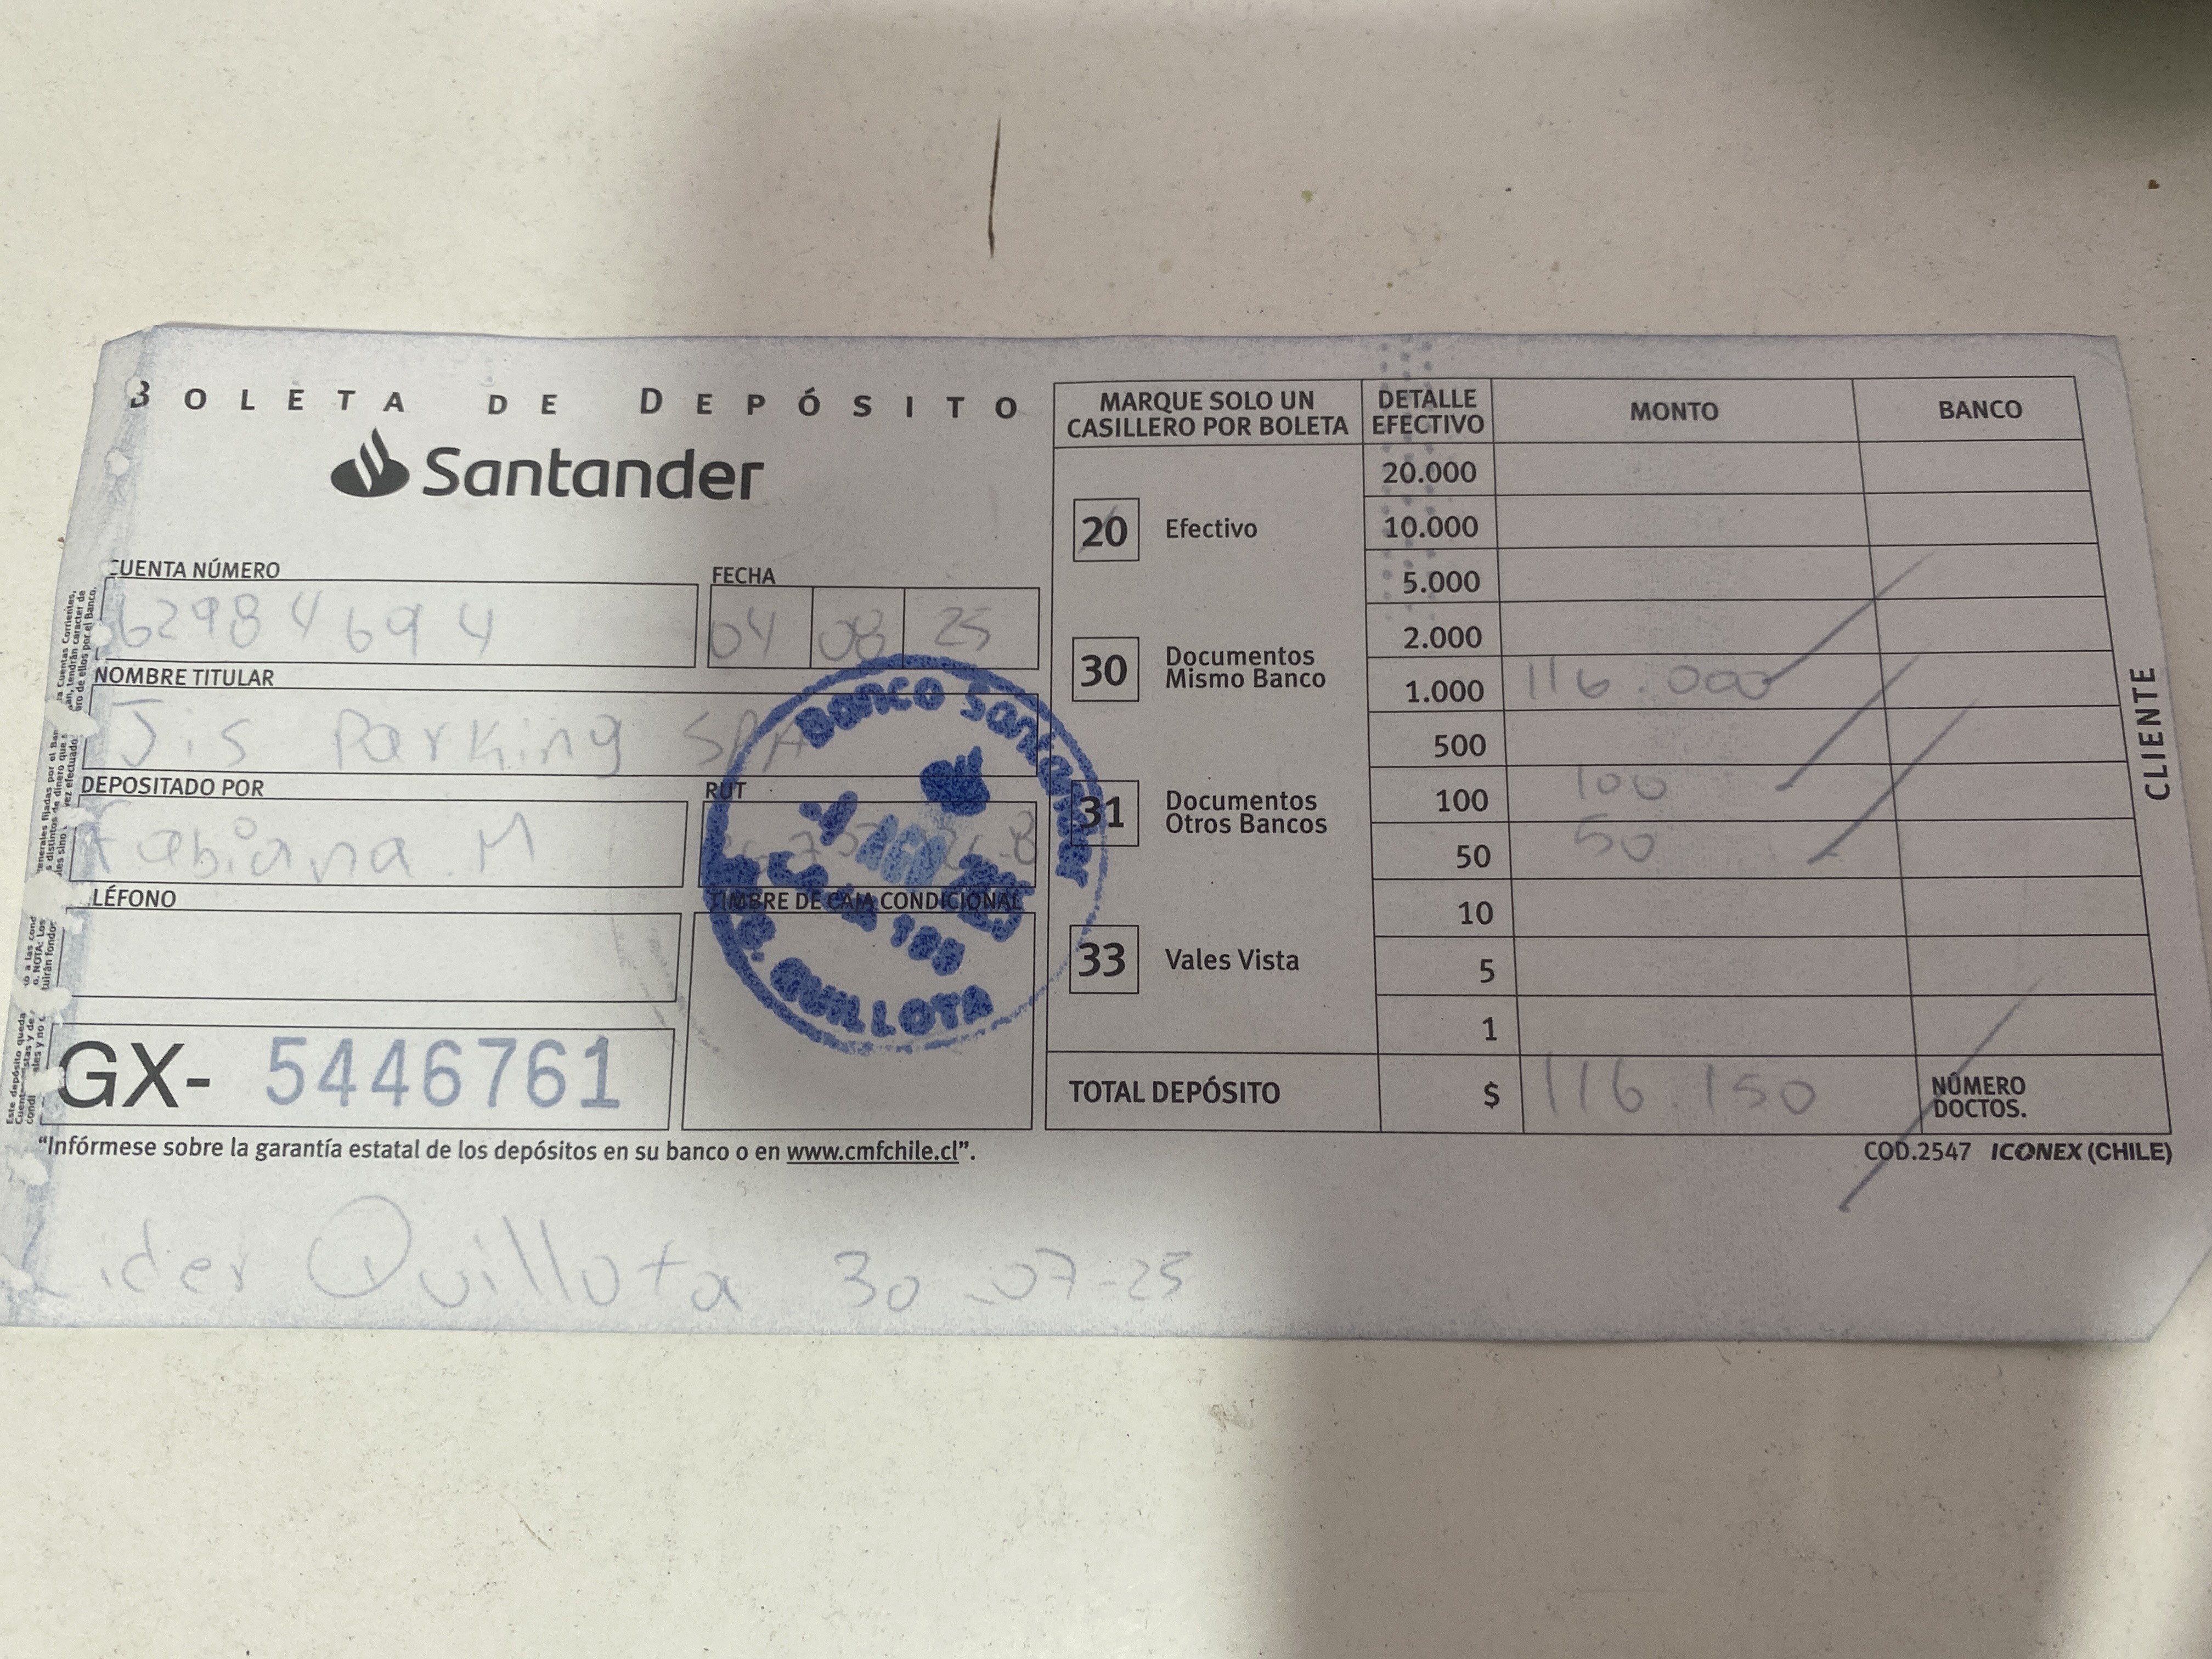 BOLETA DE DEPÓSITO
Santander
CUENTA NÚMERO
62984694
FECHA
04 08 25
NOMBRE TITULAR
Jis Parking SPA
DEPOSITADO POR
Fabiana.M
RUT
LÉFONO
TIMBRE DE CAJA CONDICIONAL
BANCO Santander
4 AGO 2025
QUILLOTA
GX- 5446761
"Infórmese sobre la garantía estatal de los depósitos en su banco o en www.cmfchile.cl".
MARQUE SOLO UN CASILLERO POR BOLETA
20 Efectivo
30 Documentos Mismo Banco
31 Documentos Otros Bancos
33 Vales Vista
DETALLE EFECTIVO MONTO BANCO
20.000
10.000
5.000
2.000
1.000 116.000
500
100 100
50 50
10
5
1
TOTAL DEPÓSITO $ 116.150 NÚMERO DOCTOS.
CLIENTE
COD.2547 ICONEX (CHILE)
Lider Quillota 30-07-25